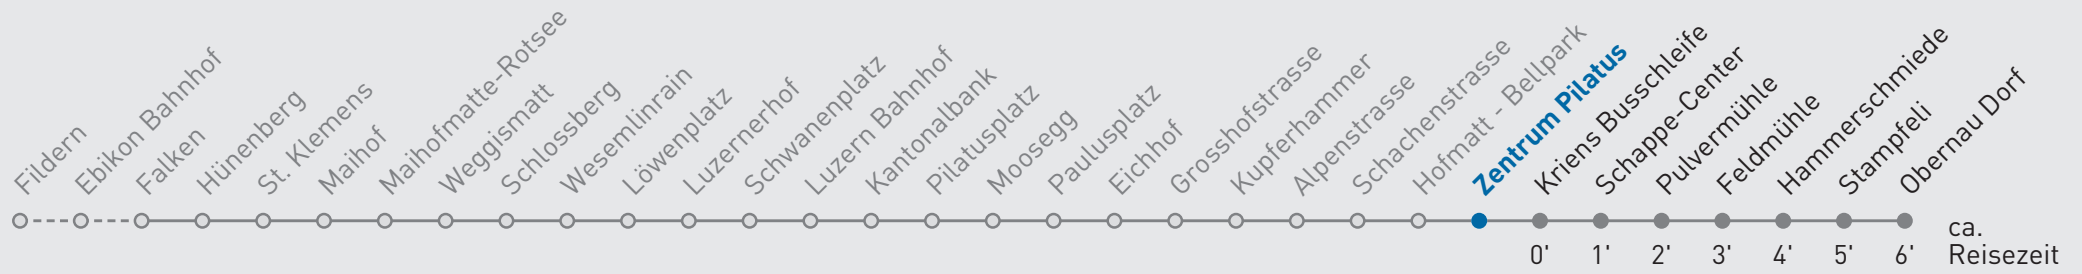 Fildern
Ebikon Bahnhof
Falken
Hünenberg
St. Klemens
Maihof
Maihofmatte-Rotsee
Weggismatt
Schlossberg
Wesemlinrain
Löwenplatz
Luzernerhof
Schwanenplatz
Luzern Bahnhof
Kantonalbank
Pilatusplatz
Moosegg
Paulusplatz
Eichhof
Grosshofstrasse
Kupferhammer
Alpenstrasse
Schachenstrasse
Hofmatt - Bellpark
Zentrum Pilatus
Kriens Busschleife
Schappe-Center
Pulvermühle
Feldmühle
Hammerschmiede
Stampfeli
Obernau Dorf
ca.
0' 1' 2' 3' 4' 5' 6' Reisezeit